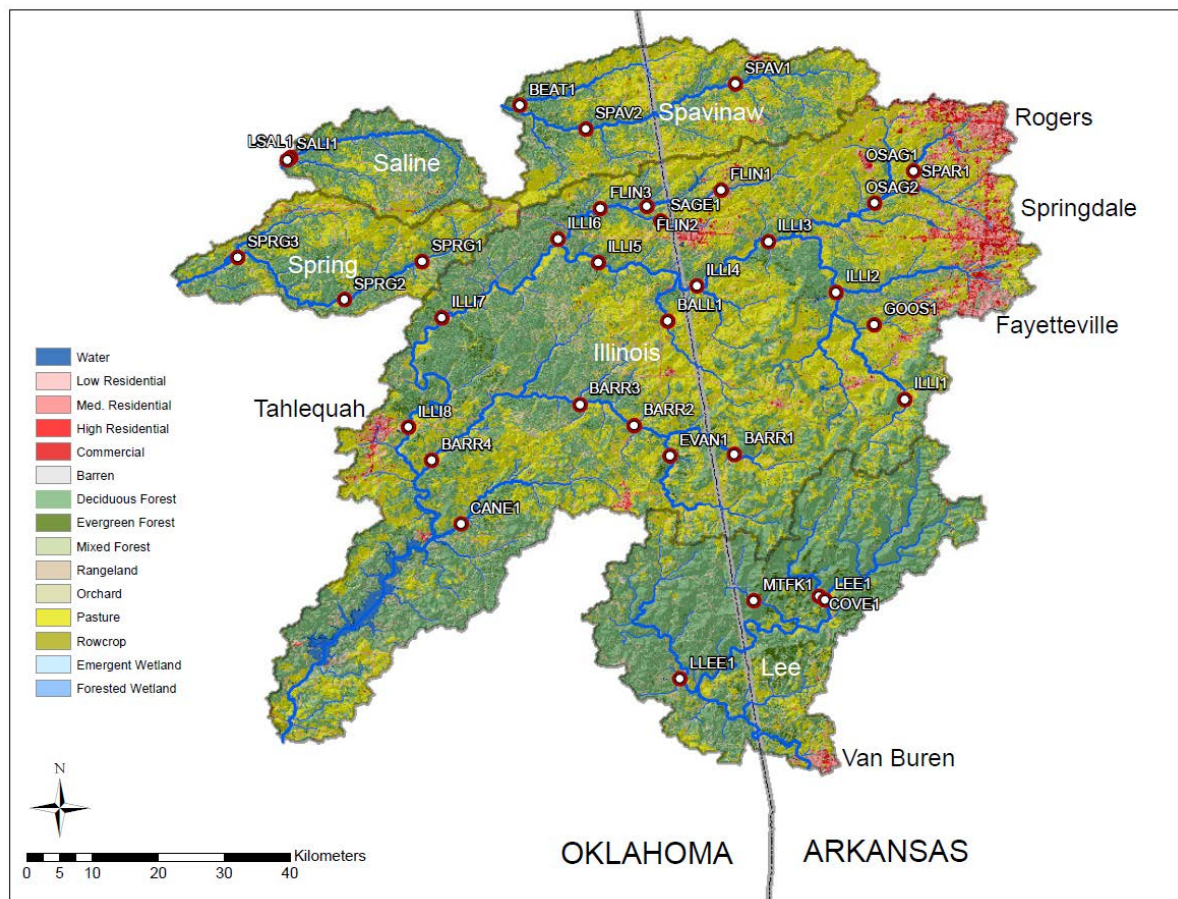 SPAV1
BEAT1
SPAV2
Spavinaw
Rogers
LSAL1
SALI1
Saline
OSAG1
SPAR1
FLIN1
OSAG2
FLIN3
SAGE1
FLIN2
Springdale
ILLI6
ILLI3
SPRG3
SPRG1
Spring
ILLI5
SPRG2
ILLI4
ILLI2
ILLI7
BALL1
GOOS1
Fayetteville
Illinois
Water
Low Residential
Med. Residential
High Residential
Commercial
Barren
Deciduous Forest
Evergreen Forest
Mixed Forest
Rangeland
Orchard
Pasture
Rowcrop
Emergent Wetland
Forested Wetland
BARR3
ILLI1
Tahlequah
ILLI8
BARR2
BARR4
EVAN1
BARR1
CANE1
MTFK1
LEE1
COVE1
LLEE1
Lee
Van Buren
N
Kilometers
0 5 10 20 30 40
OKLAHOMA
ARKANSAS